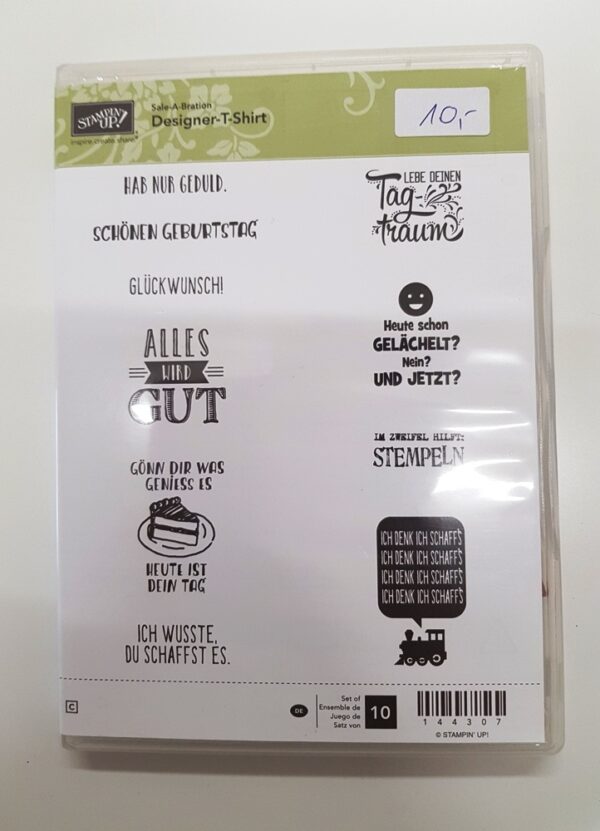 STAMPIN' UP!
inspire. create. share.
Sale-A-Bration
Designer-T-Shirt
10,-
HAB NUR GEDULD.
SCHÖNEN GEBURTSTAG
GLÜCKWUNSCH!
ALLES
WIRD
GUT
GÖNN DIR WAS
GENIESS ES
HEUTE IST
DEIN TAG
ICH WUSSTE,
DU SCHAFFST ES.
LEBE DEINEN
Tag-
traum
Heute schon
GELÄCHELT?
Nein?
UND JETZT?
IM ZWEIFEL HILFT:
STEMPELN
ICH DENK ICH SCHAFF'S
ICH DENK ICH SCHAFF'S
ICH DENK ICH SCHAFF'S
ICH DENK ICH SCHAFF'S
C
DE
Set of
Ensemble de
Juego de
Satz von
10
144307
© STAMPIN' UP!